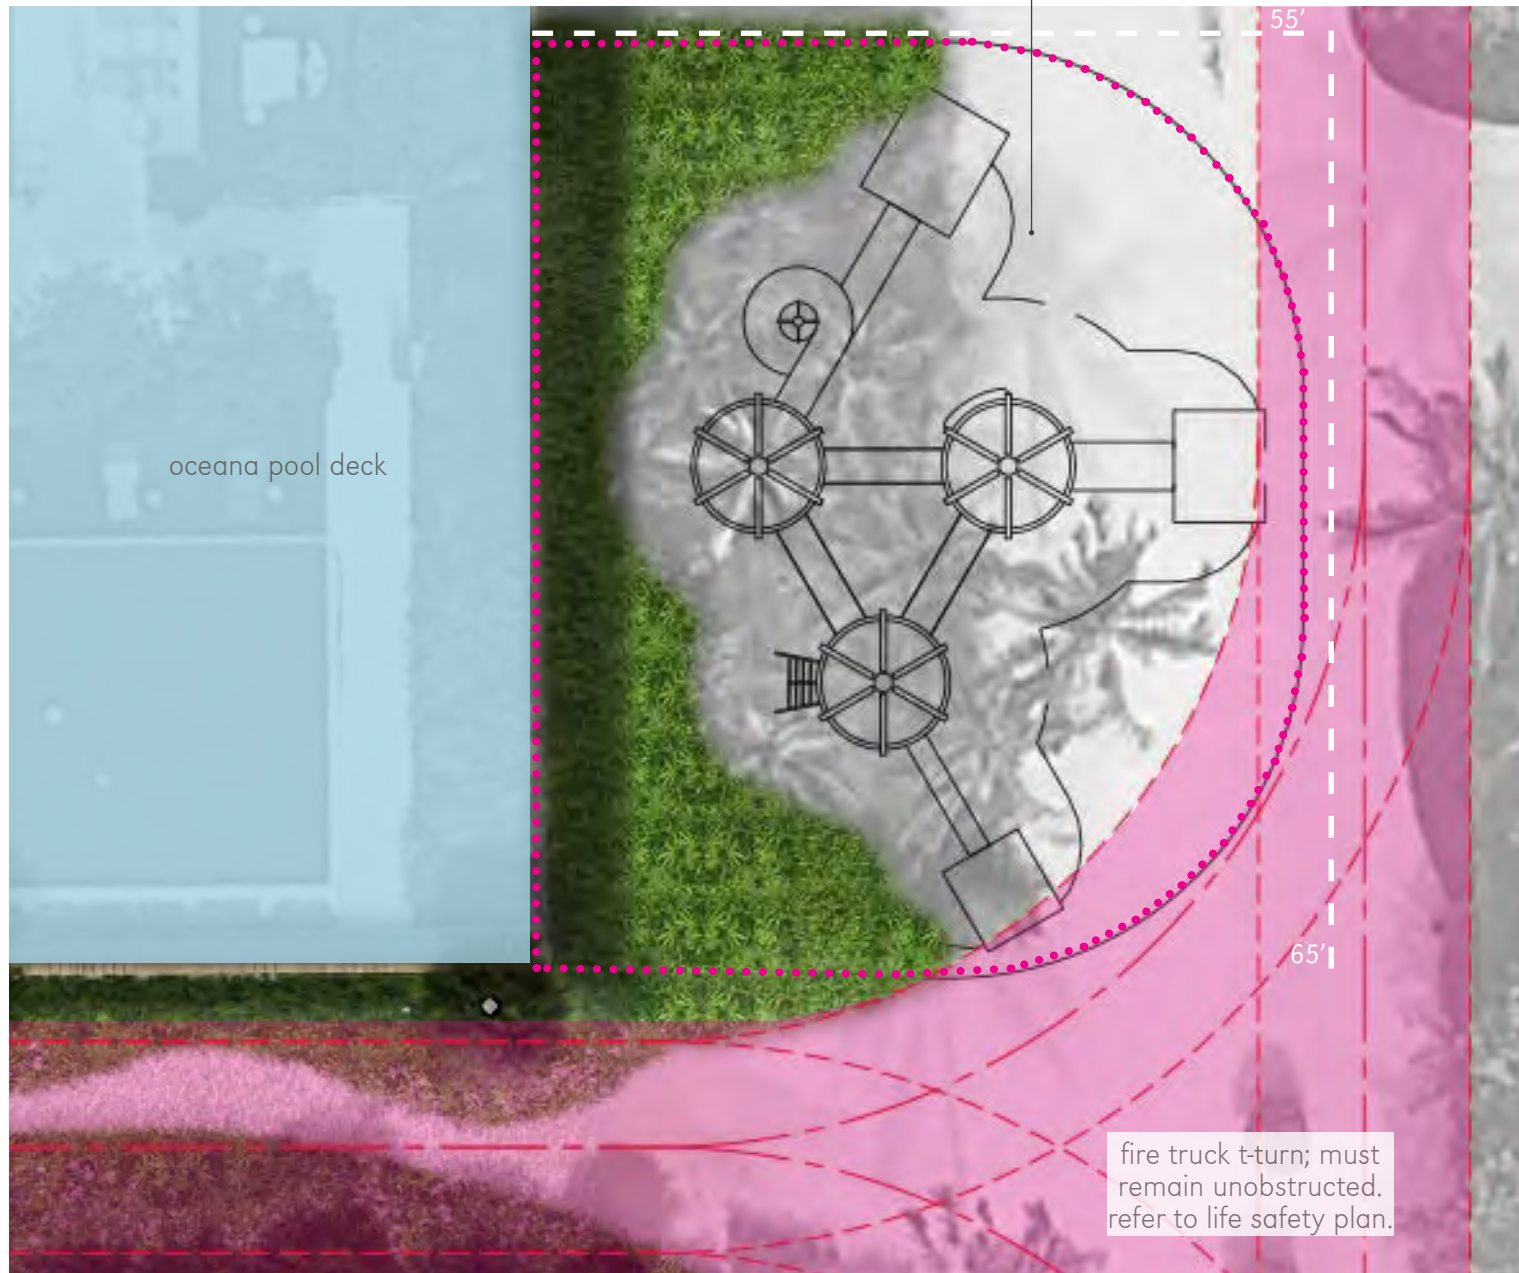 55’
oceana pool deck
65’
fire truck t-turn; must
remain unobstructed.
refer to life safety plan.